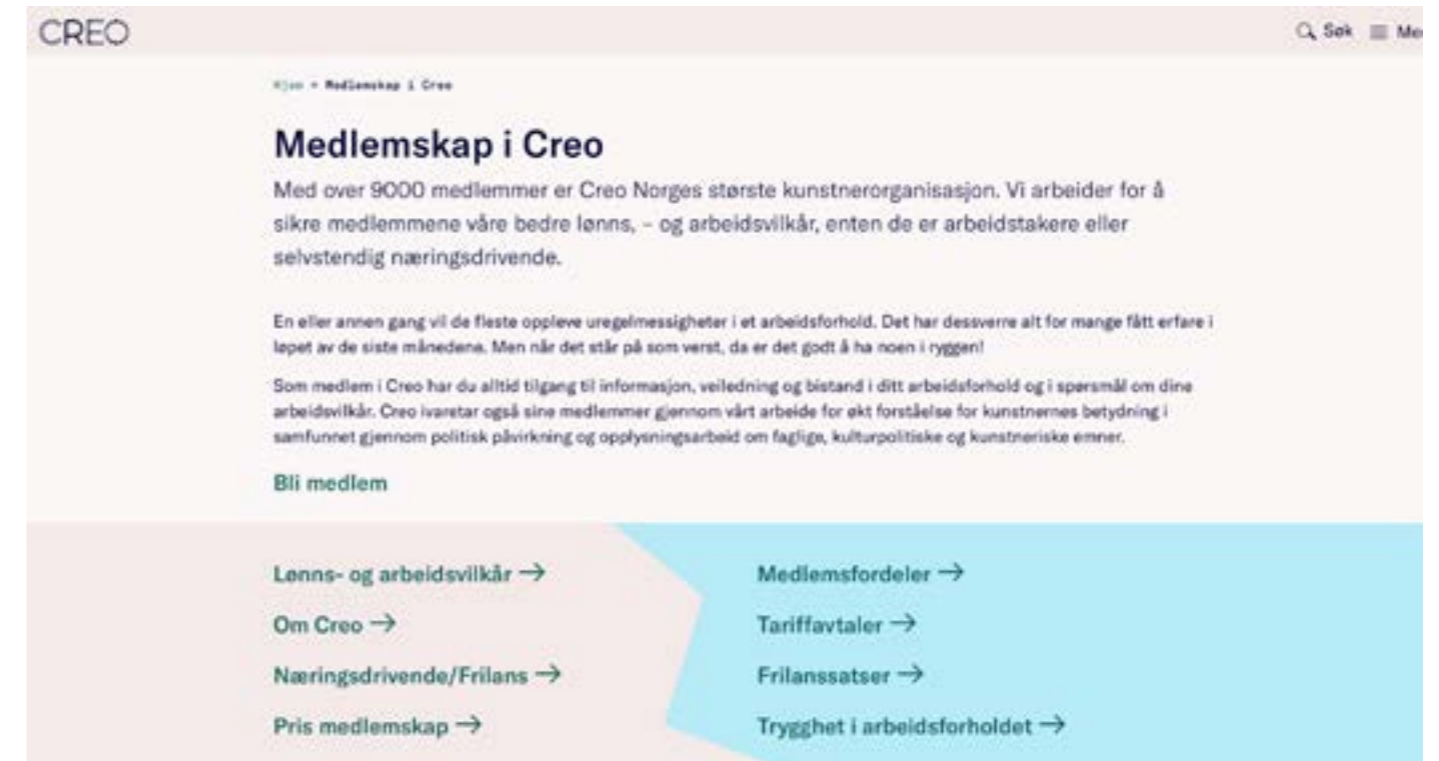 CREO
Søk
Hjem - Medlemskap i Creo
Medlemskap i Creo
Med over 9000 medlemmer er Creo Norges største kunstnerorganisasjon. Vi arbeider for å
sikre medlemmene våre bedre lønns, – og arbeidsvilkår, enten de er arbeidstakere eller
selvstendig næringsdrivende.
En eller annen gang vil de fleste oppleve uregelmessigheter i et arbeidsforhold. Det har dessverre alt for mange fått erfare i
løpet av de siste månedene. Men når det står på som verst, da er det godt å ha noen i ryggen!
Som medlem i Creo har du alltid tilgang til informasjon, veiledning og bistand i ditt arbeidsforhold og i spørsmål om dine
arbeidsvilkår. Creo ivaretar også sine medlemmer gjennom vårt arbeide for økt forståelse for kunstnernes betydning i
samfunnet gjennom politisk påvirkning og opplysningsarbeid om faglige, kulturpolitiske og kunstneriske emner.
Bli medlem
Lønns- og arbeidsvilkår →
Om Creo →
Næringsdrivende/Frilans →
Pris medlemskap →
Medlemsfordeler →
Tariffavtaler →
Frilanssatser →
Trygghet i arbeidsforholdet →